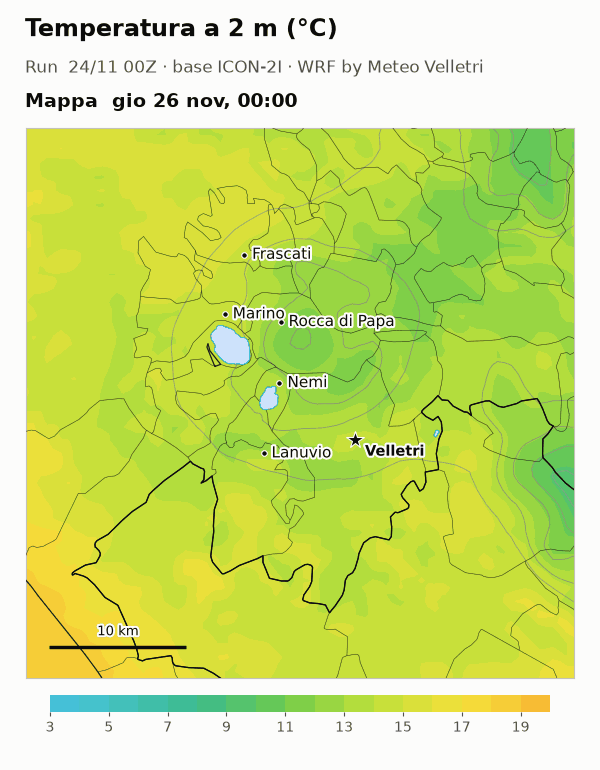 Temperatura a 2 m (°C)
Run  24/11 00Z · base ICON-2I · WRF by Meteo Velletri
Mappa  gio 26 nov, 00:00
Frascati
Marino
Rocca di Papa
Nemi
Velletri
Lanuvio
10 km
3 5 7 9 11 13 15 17 19